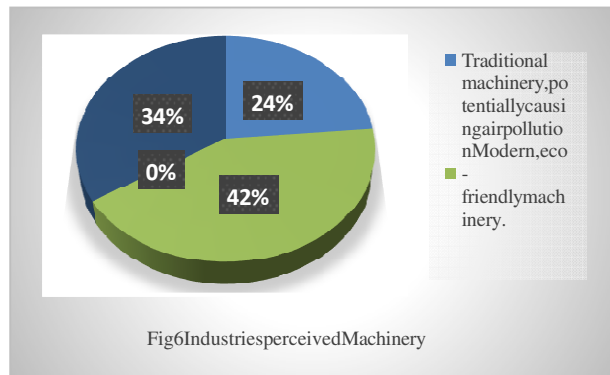 34%
24%
0%
42%
Traditional
machinery,po
tentiallycausi
ngairpollutio
nModern,eco
-
friendlymach
inery.
Fig6IndustriesperceivedMachinery